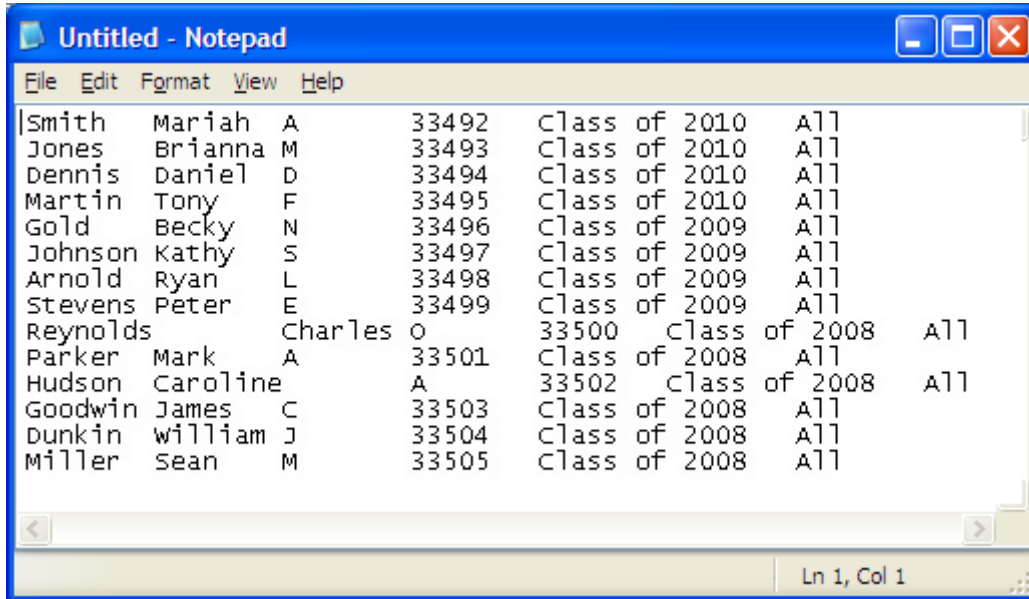 Untitled - Notepad
File Edit Format View Help
Smith Mariah A 33492 Class of 2010 All
Jones Brianna M 33493 Class of 2010 All
Dennis Daniel D 33494 Class of 2010 All
Martin Tony F 33495 Class of 2010 All
Gold Becky N 33496 Class of 2009 All
Johnson Kathy S 33497 Class of 2009 All
Arnold Ryan L 33498 Class of 2009 All
Stevens Peter E 33499 Class of 2009 All
Reynolds Charles O 33500 Class of 2008 All
Parker Mark A 33501 Class of 2008 All
Hudson Caroline A 33502 Class of 2008 All
Goodwin James C 33503 Class of 2008 All
Dunkin William J 33504 Class of 2008 All
Miller Sean M 33505 Class of 2008 All
Ln 1, Col 1